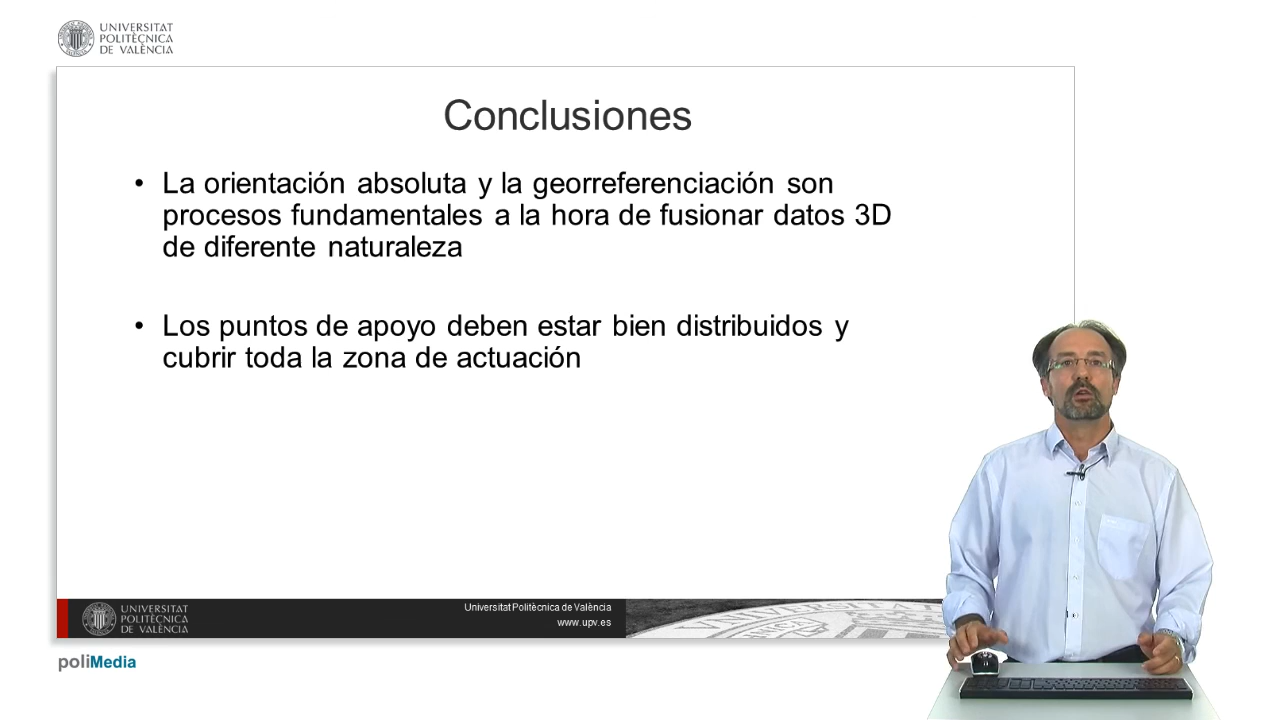 UNIVERSITAT
POLITÈCNICA
DE VALÈNCIA
Conclusiones
• La orientación absoluta y la georreferenciación son
procesos fundamentales a la hora de fusionar datos 3D
de diferente naturaleza
• Los puntos de apoyo deben estar bien distribuidos y
cubrir toda la zona de actuación
UNIVERSITAT
POLITÈCNICA
DE VALÈNCIA
Universitat Politècnica de València
www.upv.es
poliMedia